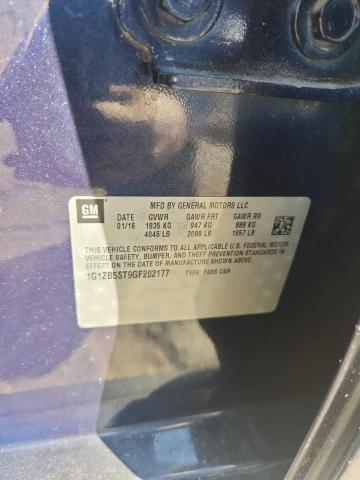 GM
MFD BY GENERAL MOTORS LLC
DATE GVWR GAWR FRT GAWR RR
01/16 1835 KG 947 KG 888 KG
4045 LB 2088 LB 1957 LB
THIS VEHICLE CONFORMS TO ALL APPLICABLE U.S. FEDERAL MOTOR
VEHICLE SAFETY, BUMPER, AND THEFT PREVENTION STANDARDS
IN EFFECT ON THE DATE OF MANUFACTURE SHOWN ABOVE.
1G1ZB5ST9GF202177 TYPE: PASS CAR